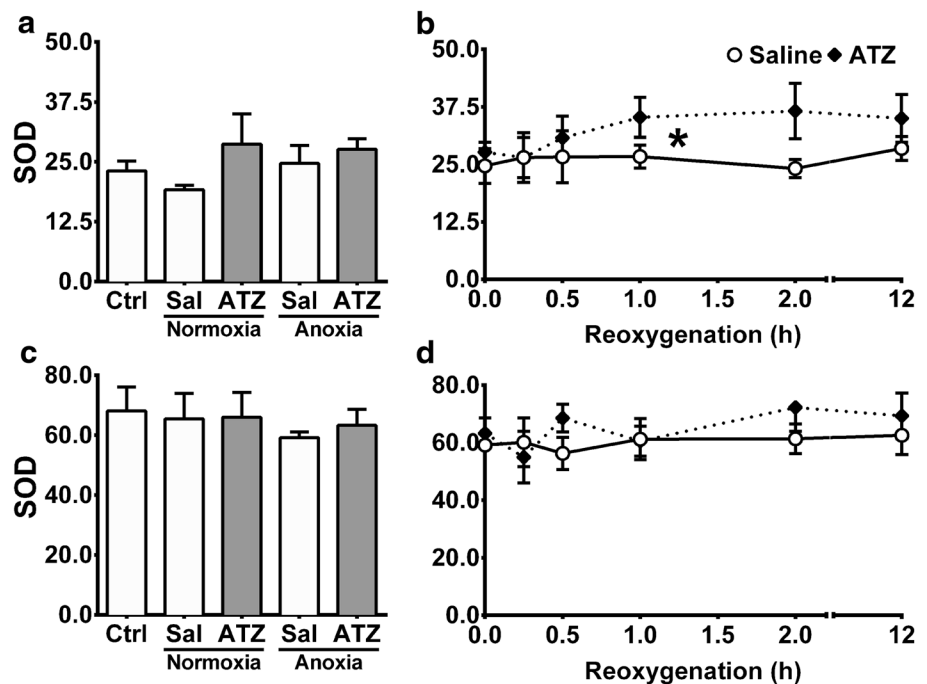 a
50.0
37.5
25.0
12.5
0.0
SOD
Ctrl Sal ATZ Sal ATZ
Normoxia Anoxia
b
50.0
37.5
25.0
12.5
0.0
Saline ATZ
*
0.0 0.5 1.0 1.5 2.0 12
Reoxygenation (h)
c
80.0
60.0
40.0
20.0
0.0
SOD
Ctrl Sal ATZ Sal ATZ
Normoxia Anoxia
d
80.0
60.0
40.0
20.0
0.0
0.0 0.5 1.0 1.5 2.0 12
Reoxygenation (h)